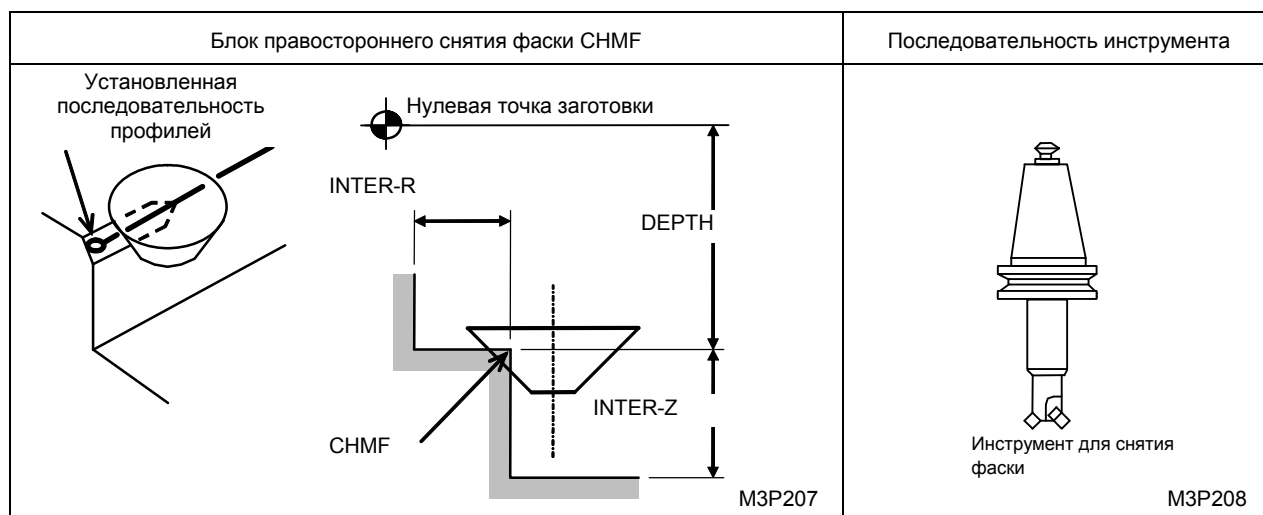 Блок правостороннего снятия фаски CHMF
Последовательность инструмента
Установленная
последовательность
профилей
Нулевая точка заготовки
INTER-R
DEPTH
INTER-Z
CHMF
M3P207
Инструмент для снятия
фаски
M3P208